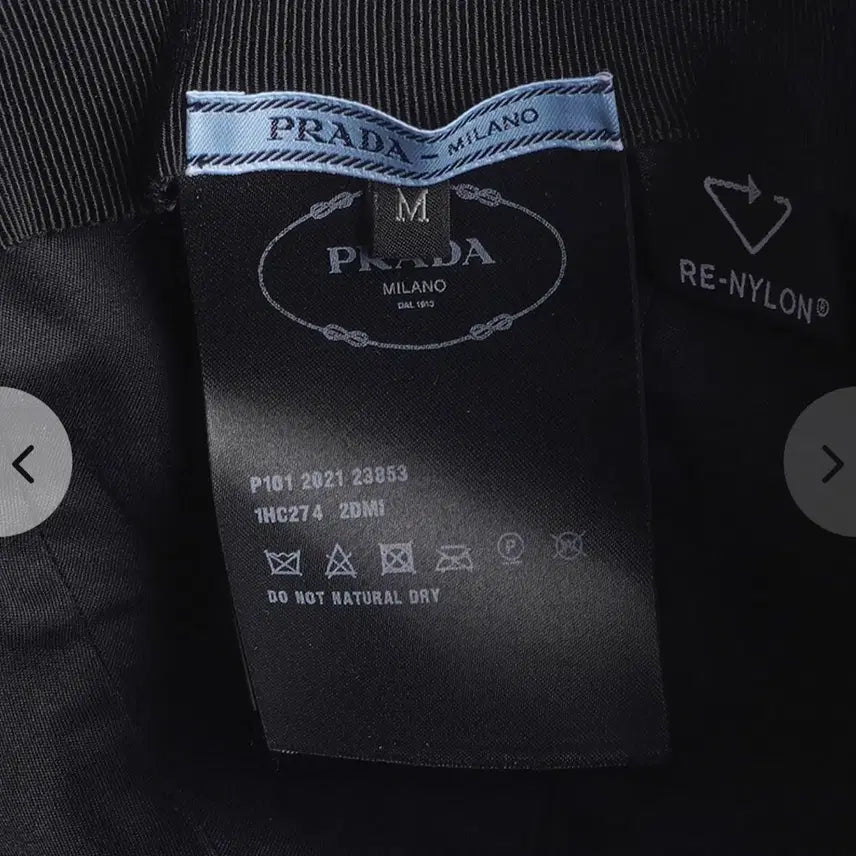 PRADA - MILANO
M
PRADA
MILANO
DAL 1913
RE-NYLON®
P101 2021 23853
1HC274 2DMI
DO NOT NATURAL DRY